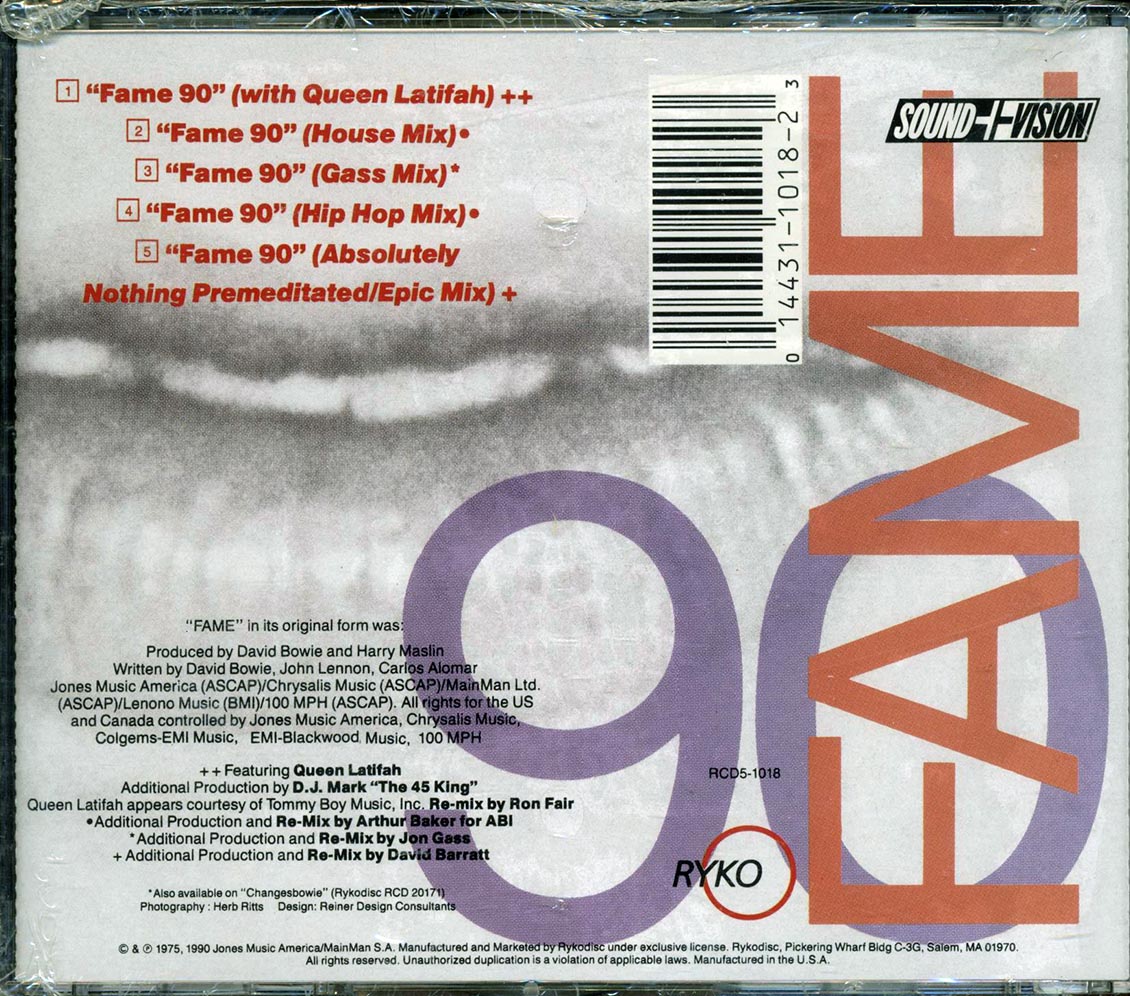 1 “Fame 90” (with Queen Latifah) ++
2 “Fame 90” (House Mix)•
3 “Fame 90” (Gass Mix)*
4 “Fame 90” (Hip Hop Mix)•
5 “Fame 90” (Absolutely
Nothing Premeditated/Epic Mix) +
0 14431-1018-2 3
SOUND+VISION
FAME
90
“FAME” in its original form was:
Produced by David Bowie and Harry Maslin
Written by David Bowie, John Lennon, Carlos Alomar
Jones Music America (ASCAP)/Chrysalis Music (ASCAP)/MainMan Ltd.
(ASCAP)/Lenono Music (BMI)/100 MPH (ASCAP). All rights for the US
and Canada controlled by Jones Music America, Chrysalis Music,
Colgems-EMI Music, EMI-Blackwood Music, 100 MPH
++Featuring Queen Latifah
Additional Production by D.J. Mark “The 45 King”
Queen Latifah appears courtesy of Tommy Boy Music, Inc. Re-mix by Ron Fair
•Additional Production and Re-Mix by Arthur Baker for ABI
*Additional Production and Re-Mix by Jon Gass
+ Additional Production and Re-Mix by David Barratt
*Also available on “Changesbowie” (Rykodisc RCD 20171)
Photography : Herb Ritts Design: Reiner Design Consultants
RCD5-1018
RYKO
© & ℗ 1975, 1990 Jones Music America/MainMan S.A. Manufactured and Marketed by Rykodisc under exclusive license. Rykodisc, Pickering Wharf Bldg C-3G, Salem, MA 01970.
All rights reserved. Unauthorized duplication is a violation of applicable laws. Manufactured in the U.S.A.